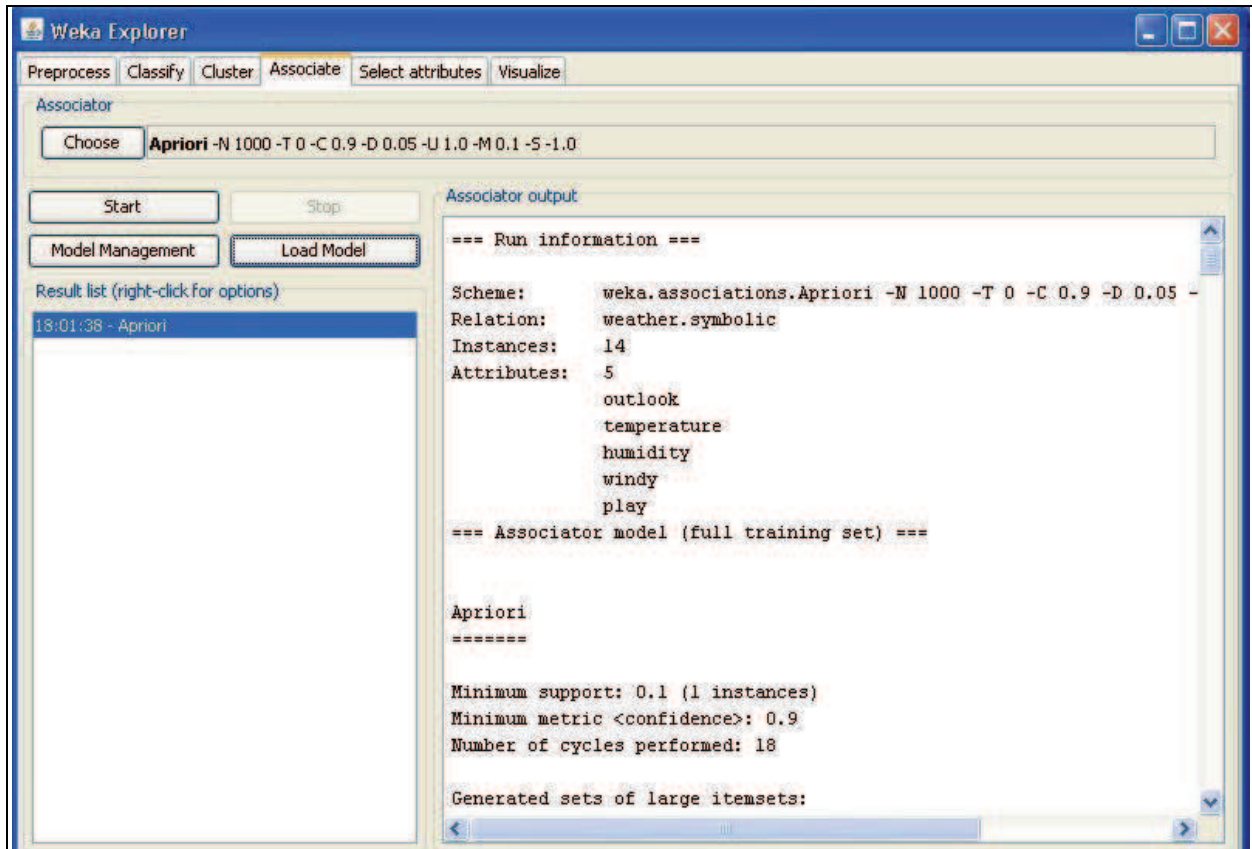 Weka Explorer
Preprocess Classify Cluster Associate Select attributes Visualize
Associator
Choose Apriori -N 1000 -T 0 -C 0.9 -D 0.05 -U 1.0 -M 0.1 -S -1.0
Start Stop
Model Management Load Model
Result list (right-click for options)
18:01:38 - Apriori
Associator output
=== Run information ===
Scheme: weka.associations.Apriori -N 1000 -T 0 -C 0.9 -D 0.05 -
Relation: weather.symbolic
Instances: 14
Attributes: 5
outlook
temperature
humidity
windy
play
=== Associator model (full training set) ===
Apriori
=======
Minimum support: 0.1 (1 instances)
Minimum metric <confidence>: 0.9
Number of cycles performed: 18
Generated sets of large itemsets: